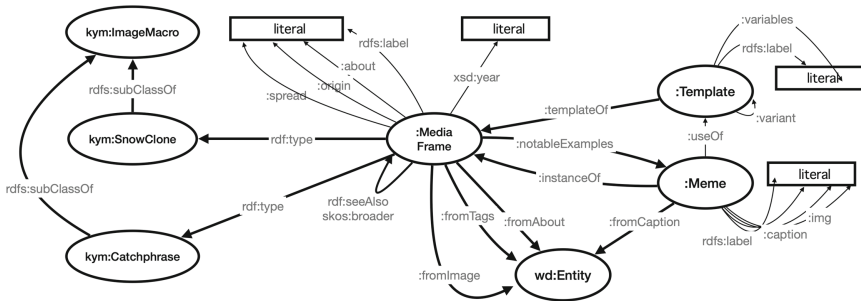 kym:ImageMacro
literal
literal
:variables
rdfs:label
rdfs:label
:about
xsd:year
literal
:origin
:spread
rdfs:subClassOf
:Template
:templateOf
:variant
kym:SnowClone
rdf:type
:Media
Frame
:notableExamples
:useOf
:instanceOf
:Meme
literal
rdfs:subClassOf
rdf:type
rdf:seeAlso
skos:broader
:fromTags
:fromAbout
:fromCaption
:img
:caption
rdfs:label
kym:Catchphrase
:fromImage
wd:Entity